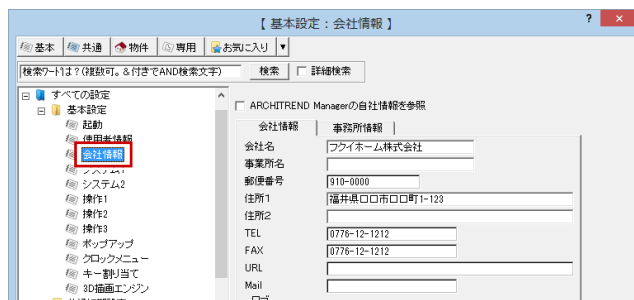 【 基本設定：会社情報 】
? ×
基本 共通 物件 専用 お気に入り ▼
検索ワードは？(複数可。＆付きでAND検索文字) 検索 詳細検索
すべての設定
基本設定
起動
使用者情報
会社情報
システム1
システム2
操作1
操作2
操作3
ポップアップ
クロックメニュー
キー割り当て
3D描画エンジン
ARCHITREND Managerの自社情報を参照
会社情報 事務所情報
会社名 フクイホーム株式会社
事業所名
郵便番号 910-0000
住所1 福井県口口市口口町1-123
住所2
TEL 0776-12-1212
FAX 0776-12-1212
URL
Mail
ロゴ